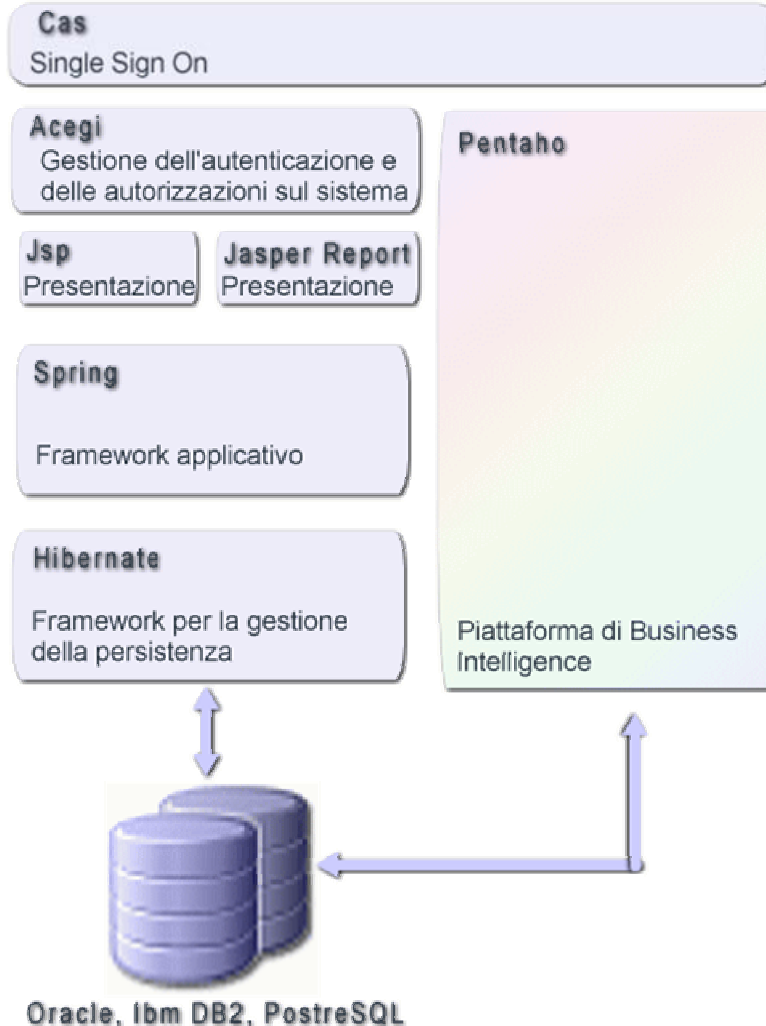 Cas
Single Sign On
Acegi
Gestione dell'autenticazione e
delle autorizzazioni sul sistema
Jsp
Presentazione
Jasper Report
Presentazione
Spring
Framework applicativo
Hibernate
Framework per la gestione
della persistenza
Pentaho
Piattaforma di Business
Intelligence
Oracle, Ibm DB2, PostreSQL